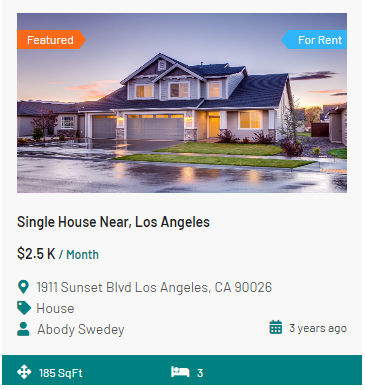 Featured
For Rent
Single House Near, Los Angeles
$2.5 K / Month
1911 Sunset Blvd Los Angeles, CA 90026
House
Abody Swedey
3 years ago
185 SqFt
3